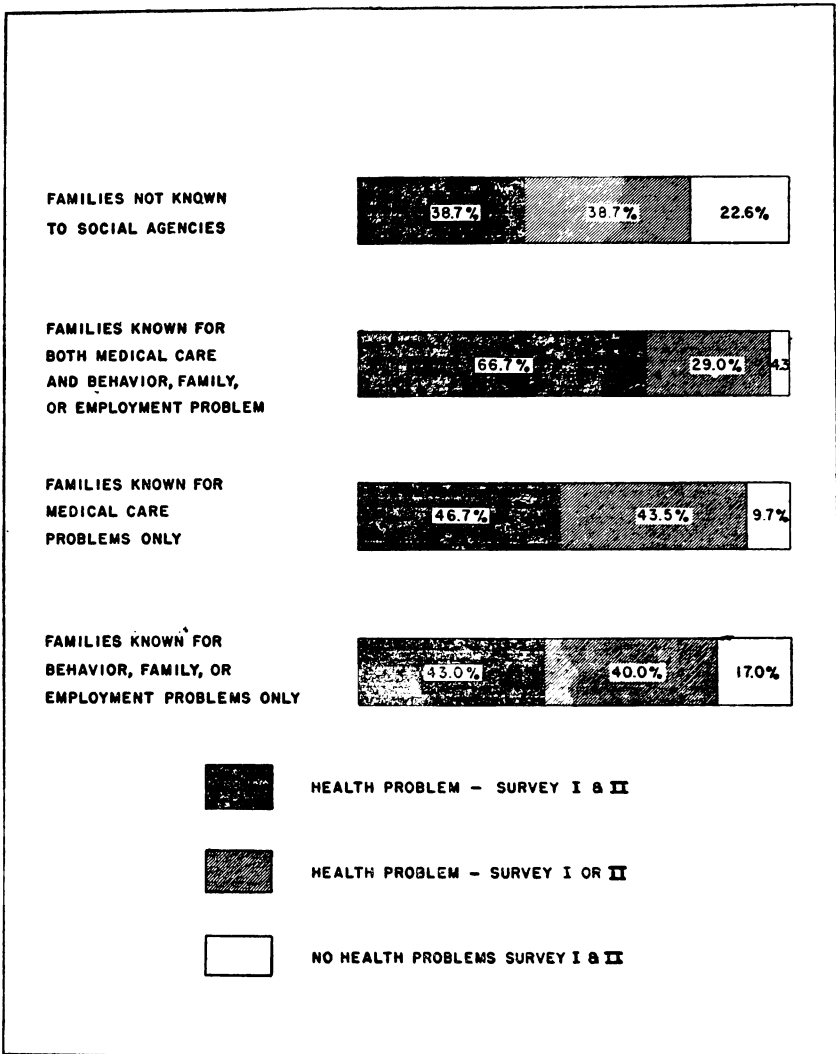 FAMILIES NOT KNOWN
TO SOCIAL AGENCIES
38.7% 38.7% 22.6%
FAMILIES KNOWN FOR
BOTH MEDICAL CARE
AND BEHAVIOR, FAMILY,
OR EMPLOYMENT PROBLEM
66.7% 29.0% 4.3
FAMILIES KNOWN FOR
MEDICAL CARE
PROBLEMS ONLY
46.7% 43.5% 9.7%
FAMILIES KNOWN FOR
BEHAVIOR, FAMILY, OR
EMPLOYMENT PROBLEMS ONLY
43.0% 40.0% 17.0%
HEALTH PROBLEM – SURVEY I & II
HEALTH PROBLEM – SURVEY I OR II
NO HEALTH PROBLEMS SURVEY I & II